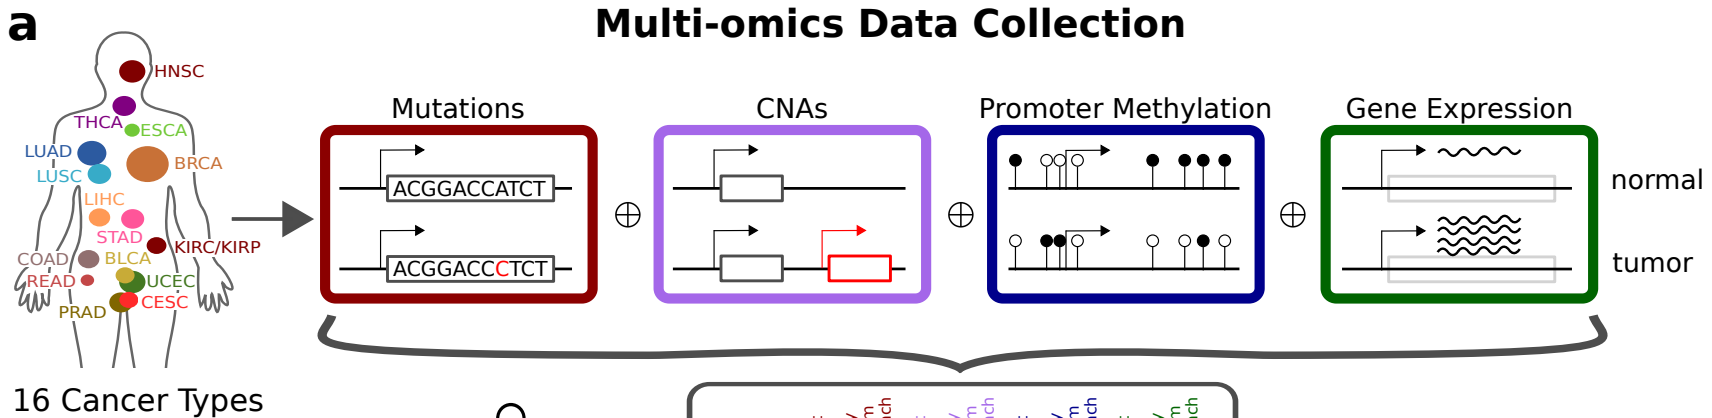 a
Multi-omics Data Collection
HNSC
THCA
ESCA
LUAD
BRCA
LUSC
LIHC
STAD
KIRC/KIRP
COAD
BLCA
READ
UCEC
CESC
PRAD
16 Cancer Types
Mutations
CNAs
Promoter Methylation
Gene Expression
ACGGACCATCT
ACGGACCCTCT
normal
tumor